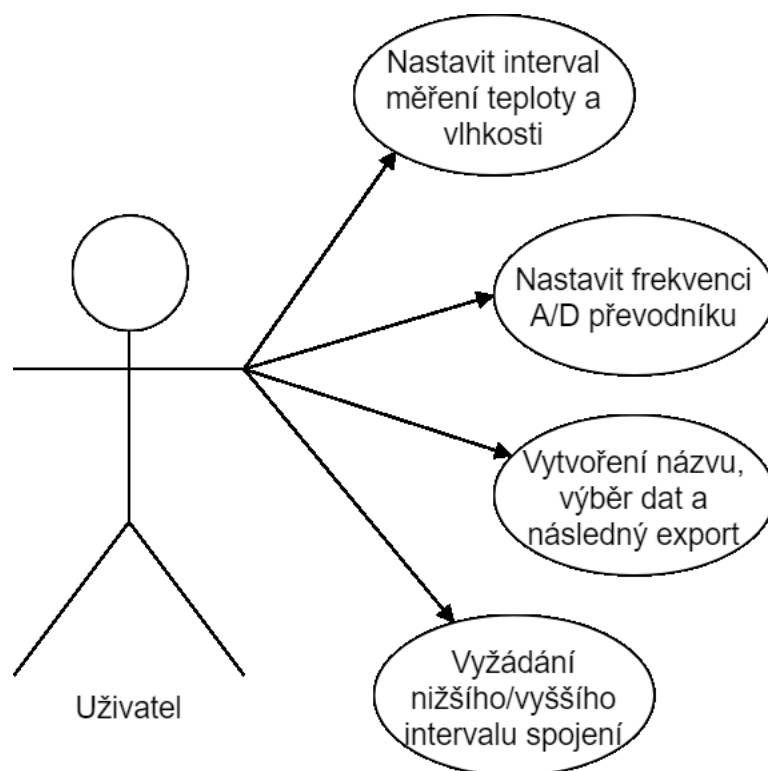 Nastavit interval
měření teploty a
vlhkosti
Nastavit frekvenci
A/D převodníku
Vytvoření názvu,
výběr dat a
následný export
Vyžádání
nižšího/vyššího
intervalu spojení
Uživatel